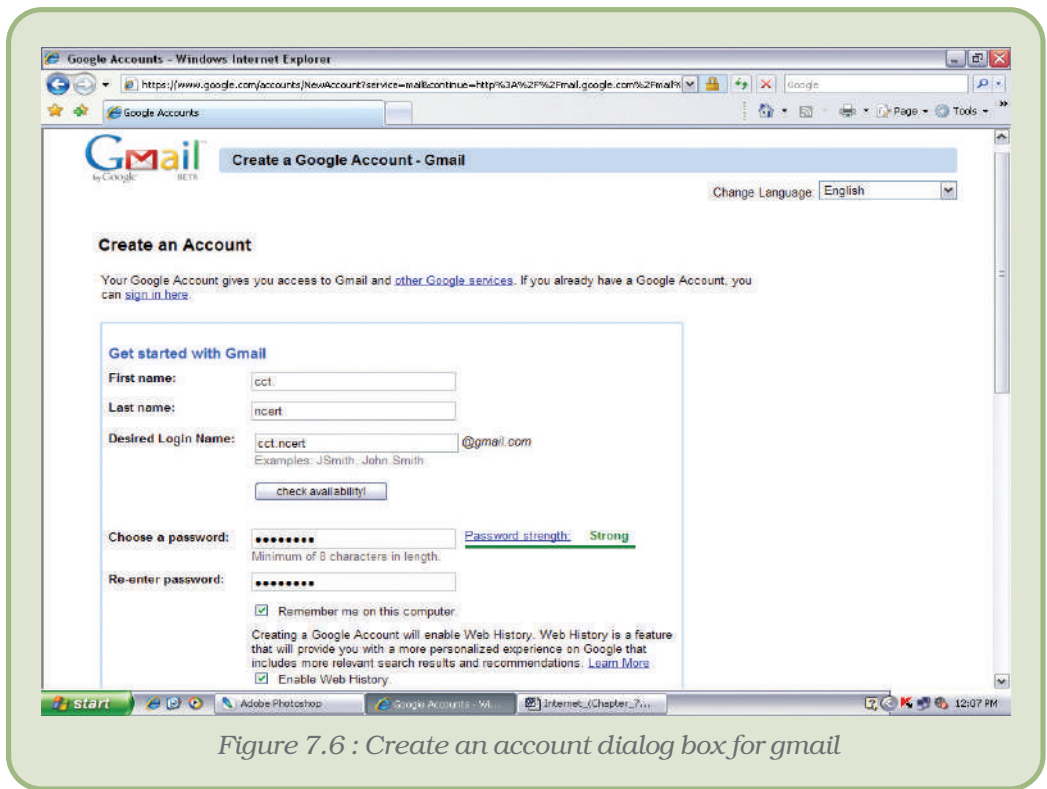 Google Accounts - Windows Internet Explorer
https://www.google.com/accounts/NewAccount?service=mail&continue=http%3A%2F%2Fmail.google.com%2Fmail%
Google
Google Accounts
Page
Tools
Gmail
by Google
BETA
Create a Google Account - Gmail
Change Language: English
Create an Account
Your Google Account gives you access to Gmail and other Google services. If you already have a Google Account, you
can sign in here.
Get started with Gmail
First name: cct.
Last name: ncert
Desired Login Name: cct.ncert @gmail.com
Examples: JSmith, John.Smith
check availability!
Choose a password: Password strength: Strong
Minimum of 8 characters in length.
Re-enter password:
Remember me on this computer.
Creating a Google Account will enable Web History. Web History is a feature
that will provide you with a more personalized experience on Google that
includes more relevant search results and recommendations. Learn More
Enable Web History.
start
Adobe Photoshop
Google Accounts - Wi...
Internet_(Chapter_7...
12:07 PM
Figure 7.6 : Create an account dialog box for gmail